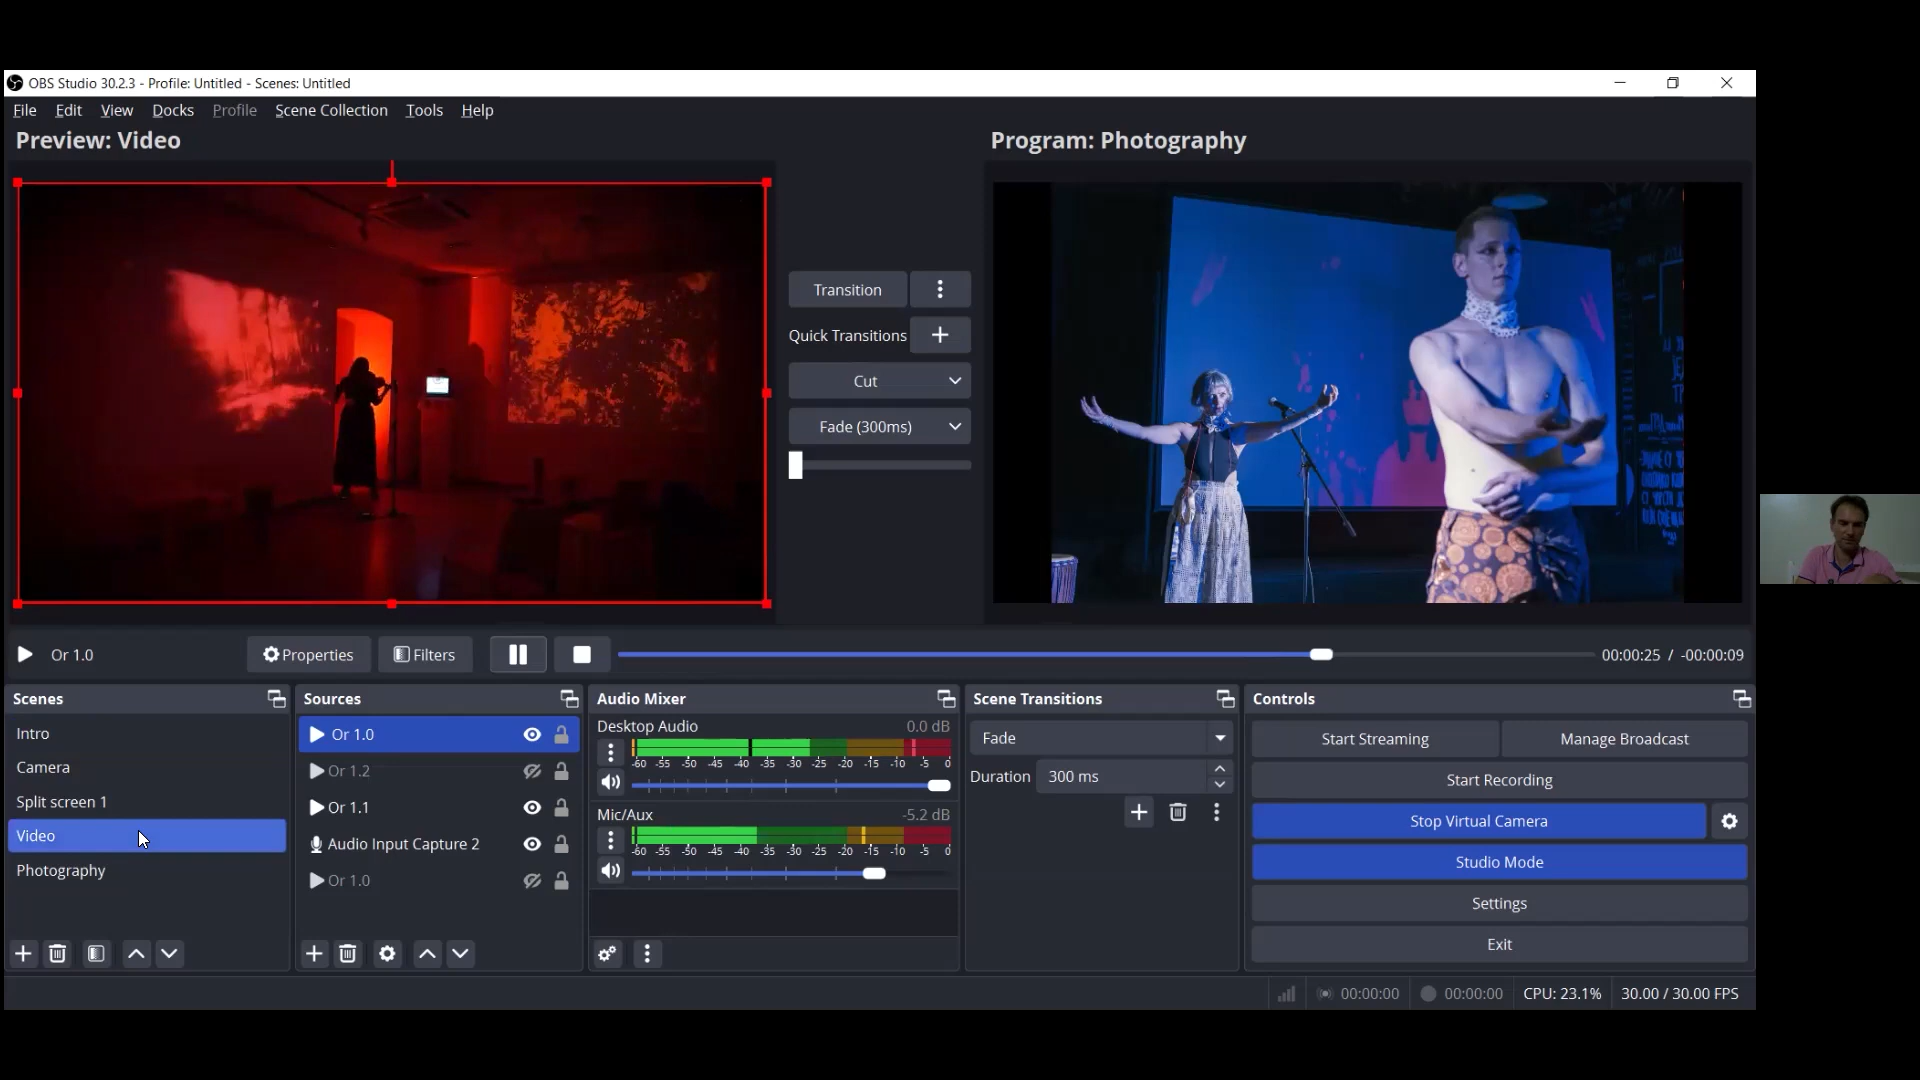 OBS Studio 30.2.3 - Profile: Untitled - Scenes: Untitled
File Edit View Docks Profile Scene Collection Tools Help
Preview: Video
Program: Photography
Transition
Quick Transitions
Cut
Fade (300ms)
Or 1.0
Properties
Filters
00:00:25 / -00:00:09
Scenes
Intro
Camera
Split screen 1
Video
Photography
Sources
Or 1.0
Or 1.2
Or 1.1
Audio Input Capture 2
Or 1.0
Audio Mixer
Desktop Audio 0.0 dB
-60 -55 -50 -45 -40 -35 -30 -25 -20 -15 -10 -5 0
Mic/Aux -5.2 dB
-60 -55 -50 -45 -40 -35 -30 -25 -20 -15 -10 -5 0
Scene Transitions
Fade
Duration 300 ms
Controls
Start Streaming
Manage Broadcast
Start Recording
Stop Virtual Camera
Studio Mode
Settings
Exit
00:00:00
00:00:00
CPU: 23.1%
30.00 / 30.00 FPS